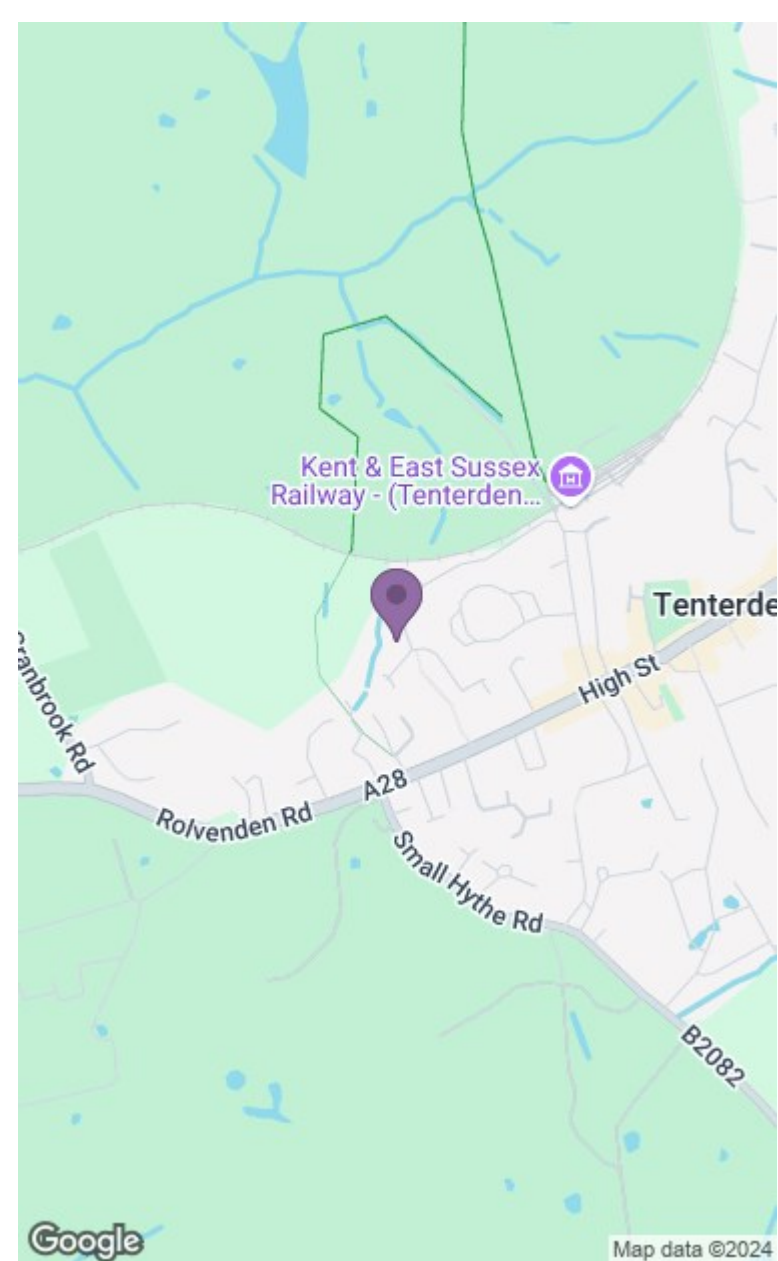 Kent & East Sussex
Railway - (Tenterden...
Tenterde
High St
Cranbrook Rd
A28
Rolvenden Rd
Small Hythe Rd
B2082
Google
Map data ©2024